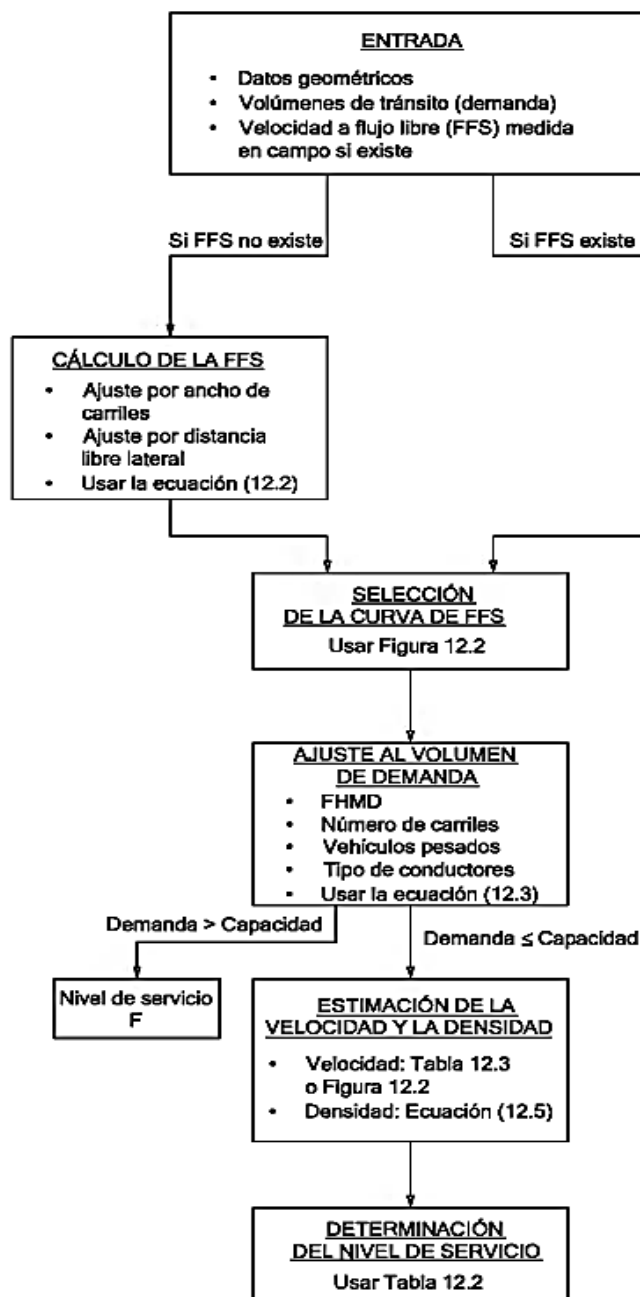 ENTRADA
• Datos geométricos
• Volúmenes de tránsito (demanda)
• Velocidad a flujo libre (FFS) medida
en campo si existe
Si FFS no existe
Si FFS existe
CÁLCULO DE LA FFS
• Ajuste por ancho de
carriles
• Ajuste por distancia
libre lateral
• Usar la ecuación (12.2)
SELECCIÓN
DE LA CURVA DE FFS
Usar Figura 12.2
AJUSTE AL VOLUMEN
DE DEMANDA
• FHMD
• Número de carriles
• Vehículos pesados
• Tipo de conductores
• Usar la ecuación (12.3)
Demanda > Capacidad
Demanda ≤ Capacidad
Nivel de servicio
F
ESTIMACIÓN DE LA
VELOCIDAD Y LA DENSIDAD
• Velocidad: Tabla 12.3
o Figura 12.2
• Densidad: Ecuación (12.5)
DETERMINACIÓN
DEL NIVEL DE SERVICIO
Usar Tabla 12.2